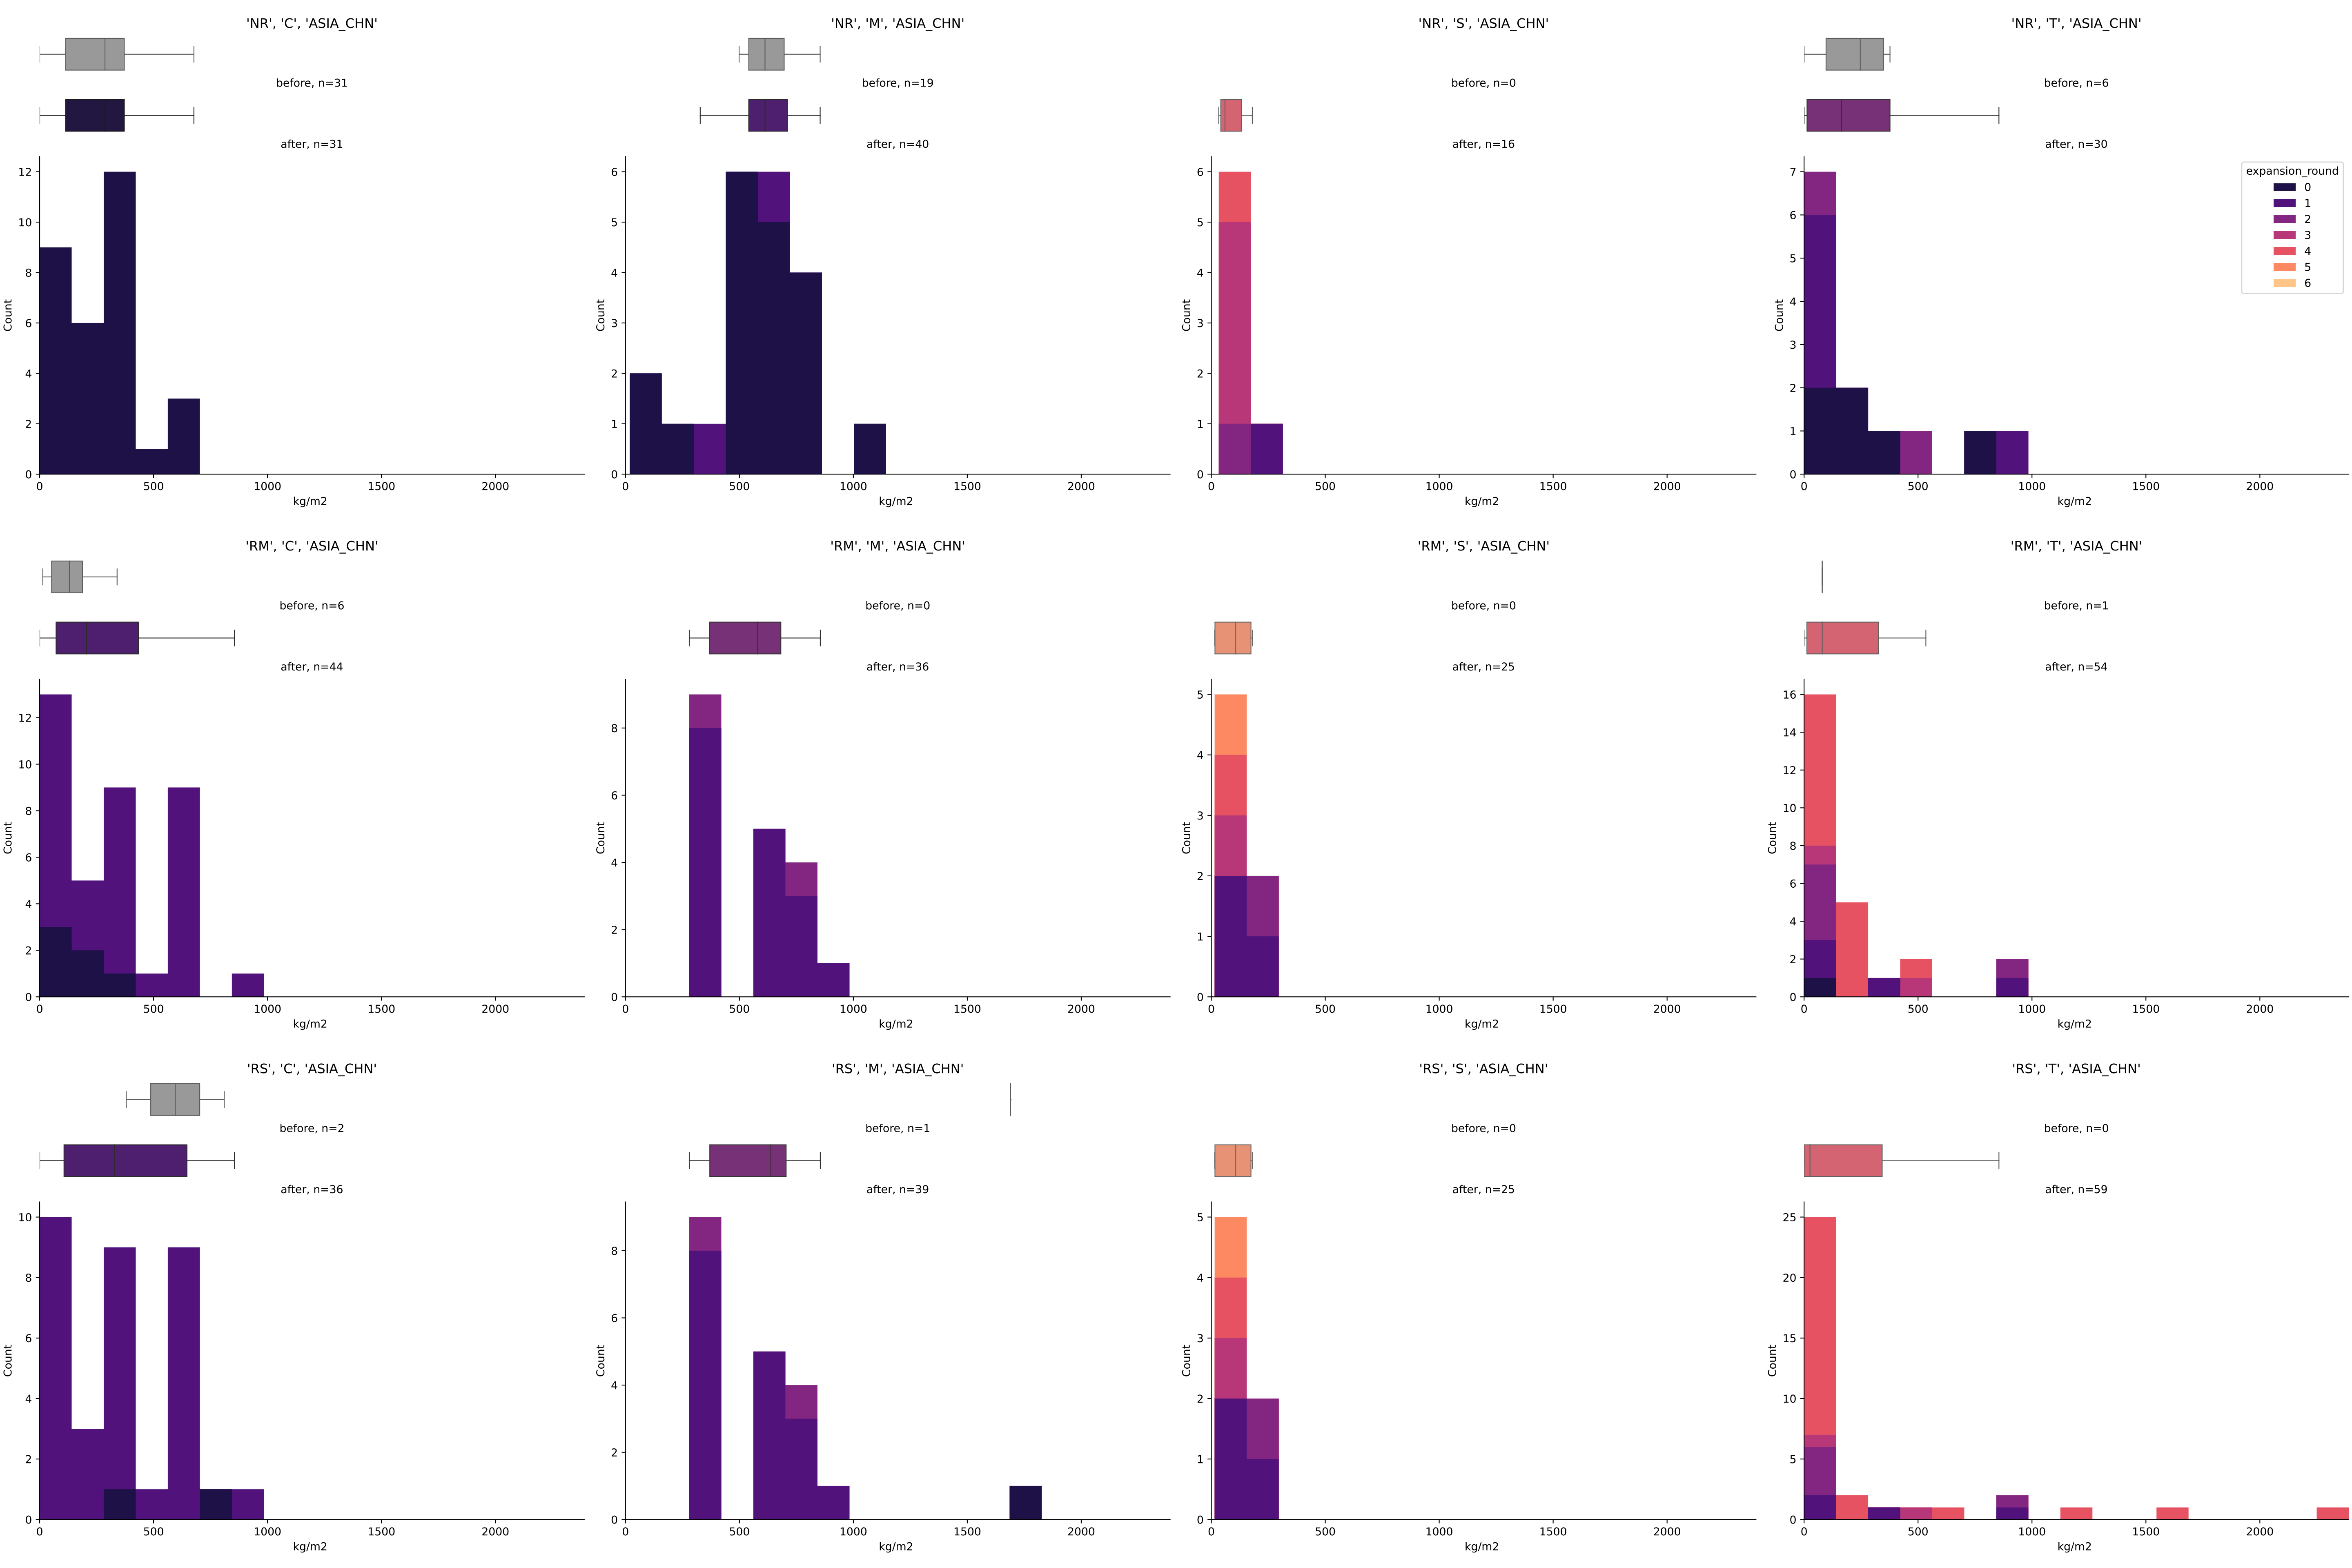 'NR', 'C', 'ASIA_CHN'
before, n=31
after, n=31
12
10
8
6
4
2
0
Count
0 500 1000 1500 2000
kg/m2
'NR', 'M', 'ASIA_CHN'
before, n=19
after, n=40
6
5
4
3
2
1
0
Count
0 500 1000 1500 2000
kg/m2
'NR', 'S', 'ASIA_CHN'
before, n=0
after, n=16
6
5
4
3
2
1
0
Count
0 500 1000 1500 2000
kg/m2
'NR', 'T', 'ASIA_CHN'
before, n=6
after, n=30
7
6
5
4
3
2
1
0
Count
expansion_round
0
1
2
3
4
5
6
0 500 1000 1500 2000
kg/m2
'RM', 'C', 'ASIA_CHN'
before, n=6
after, n=44
12
10
8
6
4
2
0
Count
0 500 1000 1500 2000
kg/m2
'RM', 'M', 'ASIA_CHN'
before, n=0
after, n=36
8
6
4
2
0
Count
0 500 1000 1500 2000
kg/m2
'RM', 'S', 'ASIA_CHN'
before, n=0
after, n=25
5
4
3
2
1
0
Count
0 500 1000 1500 2000
kg/m2
'RM', 'T', 'ASIA_CHN'
before, n=1
after, n=54
16
14
12
10
8
6
4
2
0
Count
0 500 1000 1500 2000
kg/m2
'RS', 'C', 'ASIA_CHN'
before, n=2
after, n=36
10
8
6
4
2
0
Count
0 500 1000 1500 2000
kg/m2
'RS', 'M', 'ASIA_CHN'
before, n=1
after, n=39
8
6
4
2
0
Count
0 500 1000 1500 2000
kg/m2
'RS', 'S', 'ASIA_CHN'
before, n=0
after, n=25
5
4
3
2
1
0
Count
0 500 1000 1500 2000
kg/m2
'RS', 'T', 'ASIA_CHN'
before, n=0
after, n=59
25
20
15
10
5
0
Count
0 500 1000 1500 2000
kg/m2